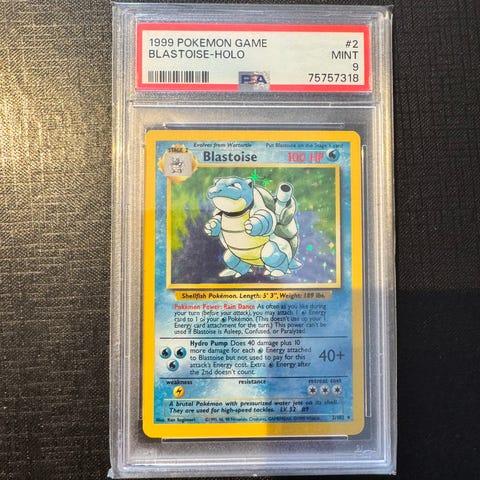 1999 POKEMON GAME #2
BLASTOISE-HOLO MINT
9
PSA 75757318
Evolves from Wartortle Put Blastoise on the Stage 1 card
STAGE 2
Blastoise 100 HP
Shellfish Pokémon. Length: 5' 3", Weight: 189 lbs.
Pokémon Power: Rain Dance As often as you like during
your turn (before your attack), you may attach 1 Energy
card to 1 of your Pokémon. (This doesn't use up your 1
Energy card attachment for the turn.) This power can't be used
if Blastoise is Asleep, Confused, or Paralyzed.
Hydro Pump Does 40 damage plus 10
more damage for each Energy attached
to Blastoise but not used to pay for this
attack's Energy cost. Extra Energy after
the 2nd doesn't count.
40+
weakness resistance retreat cost
A brutal Pokémon with pressurized water jets on its shell.
They are used for high-speed tackles. LV. 52 #9
Illus. Ken Sugimori
2/102